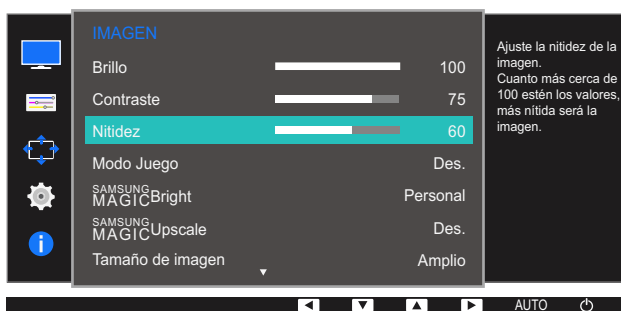 IMAGEN
Brillo 100
Contraste 75
Nitidez 60
Modo Juego Des.
SAMSUNG
MAGICBright Personal
SAMSUNG
MAGICUpscale Des.
Tamaño de imagen Amplio
Ajuste la nitidez de la
imagen.
Cuanto más cerca de
100 estén los valores,
más nítida será la
imagen.
AUTO